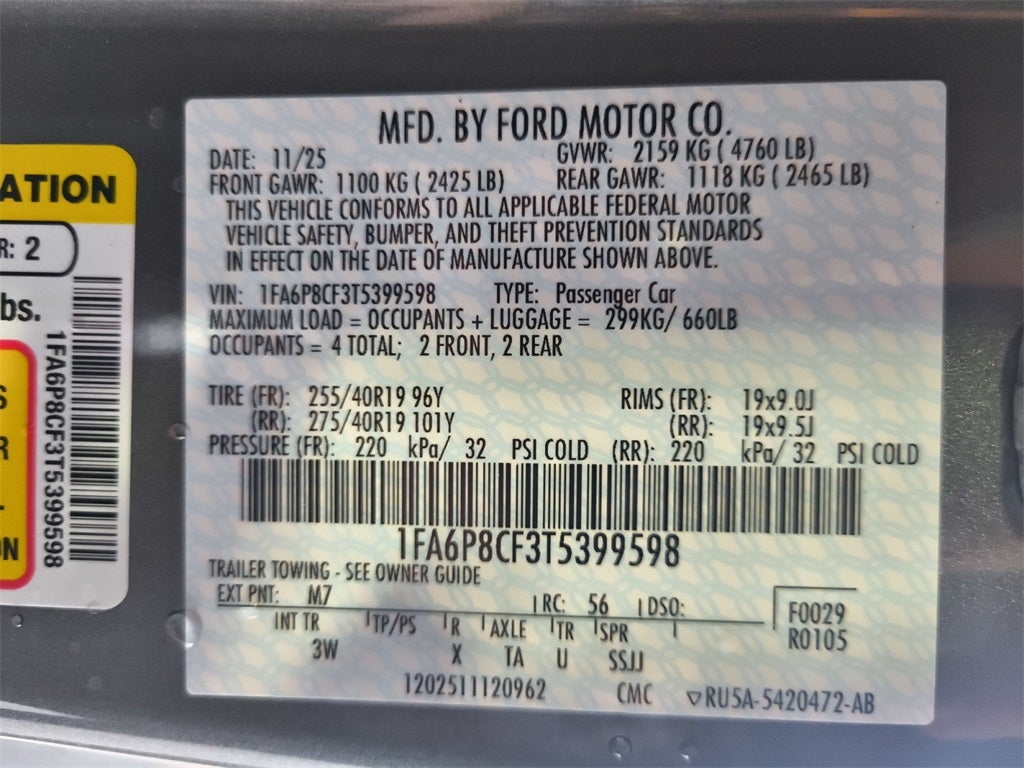 MFD. BY FORD MOTOR CO.
DATE: 11/25 GVWR: 2159 KG ( 4760 LB)
FRONT GAWR: 1100 KG ( 2425 LB) REAR GAWR: 1118 KG ( 2465 LB)
THIS VEHICLE CONFORMS TO ALL APPLICABLE FEDERAL MOTOR
VEHICLE SAFETY, BUMPER, AND THEFT PREVENTION STANDARDS
IN EFFECT ON THE DATE OF MANUFACTURE SHOWN ABOVE.
VIN: 1FA6P8CF3T5399598 TYPE: Passenger Car
MAXIMUM LOAD = OCCUPANTS + LUGGAGE = 299KG/ 660LB
OCCUPANTS = 4 TOTAL; 2 FRONT, 2 REAR
TIRE (FR): 255/40R19 96Y RIMS (FR): 19x9.0J
(RR): 275/40R19 101Y (RR): 19x9.5J
PRESSURE (FR): 220 kPa/ 32 PSI COLD (RR): 220 kPa/ 32 PSI COLD
1FA6P8CF3T5399598
TRAILER TOWING - SEE OWNER GUIDE
EXT PNT: M7 RC: 56 DSO:
F0029
R0105
INT TR TP/PS R AXLE TR SPR
3W X TA U SSJJ
1202511120962 CMC RU5A-5420472-AB
ATION
R: 2
bs.
1FA6P8CF3T5399598
S
R
ON